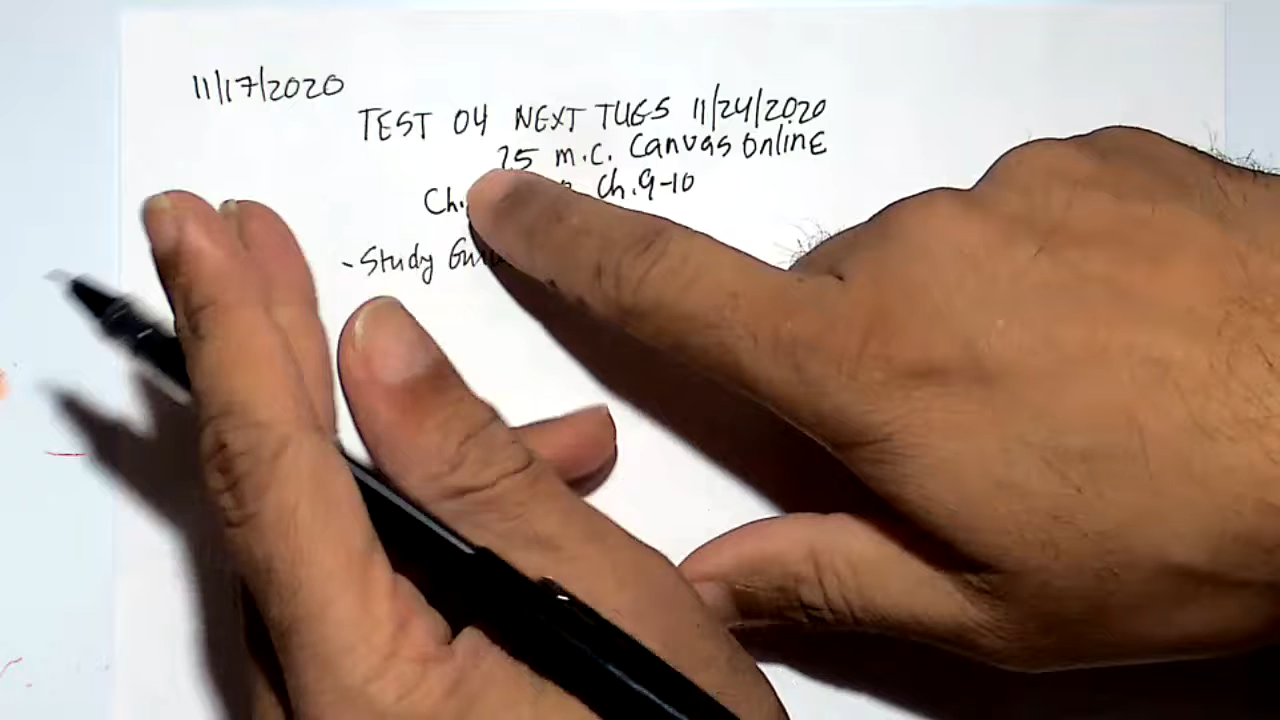 11/17/2020
TEST 04 NEXT TUES 11/24/2020
25 m.c. Canvas Online
Ch. Ch.9-10
- Study